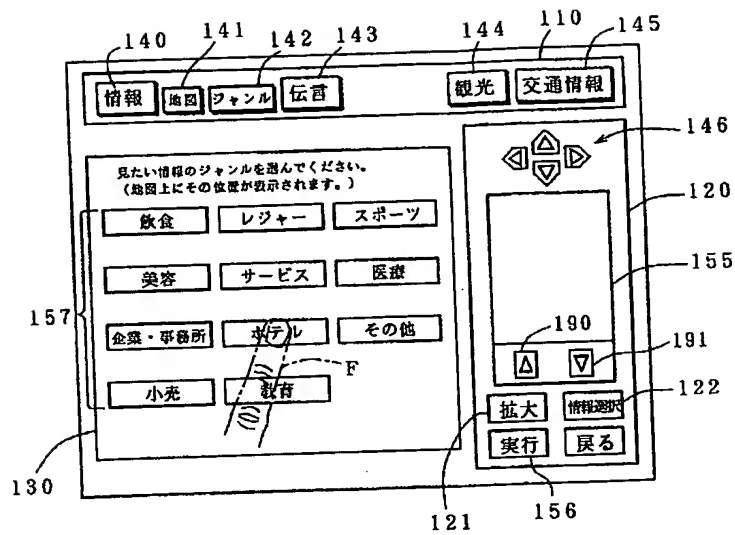 140 141 142 143 144 110 145
情報 地図 ジャンル 伝言 観光 交通情報
146
見たい情報のジャンルを選んでください。
(地図上にその位置が表示されます。)
120
飲食 レジャー スポーツ
155
美容 サービス 医療
157
190
企業・事務所 ホテル その他
191
F
小売 教育
122
拡大 情報選択
実行 戻る
130
121 156